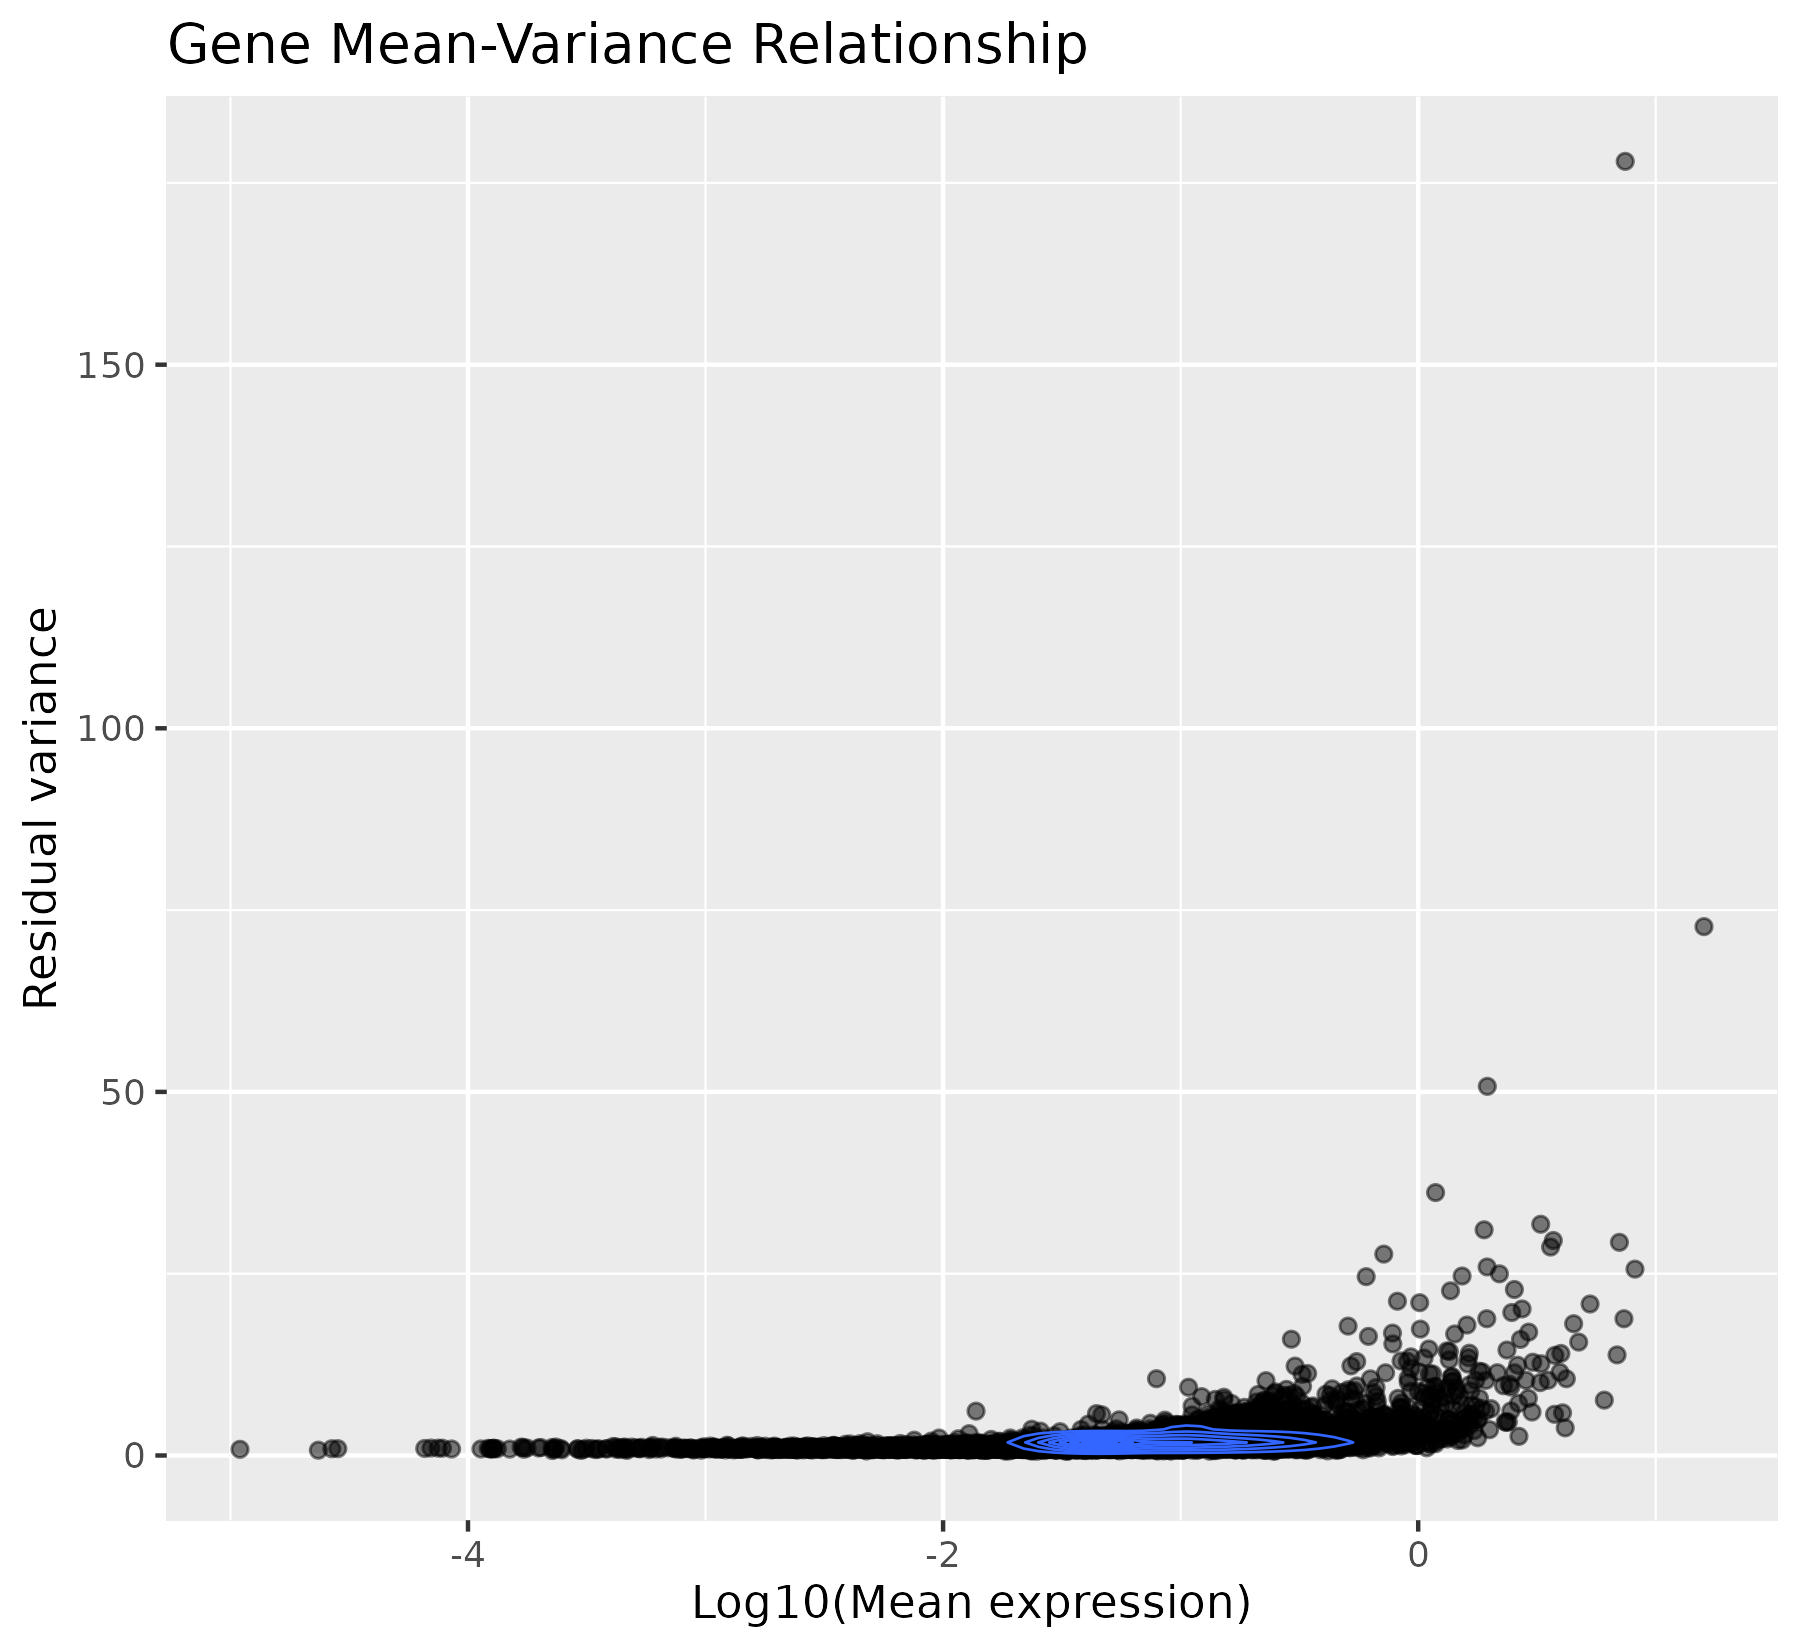 Gene Mean-Variance Relationship
150
100
50
0
Residual variance
-4
-2
0
Log10(Mean expression)